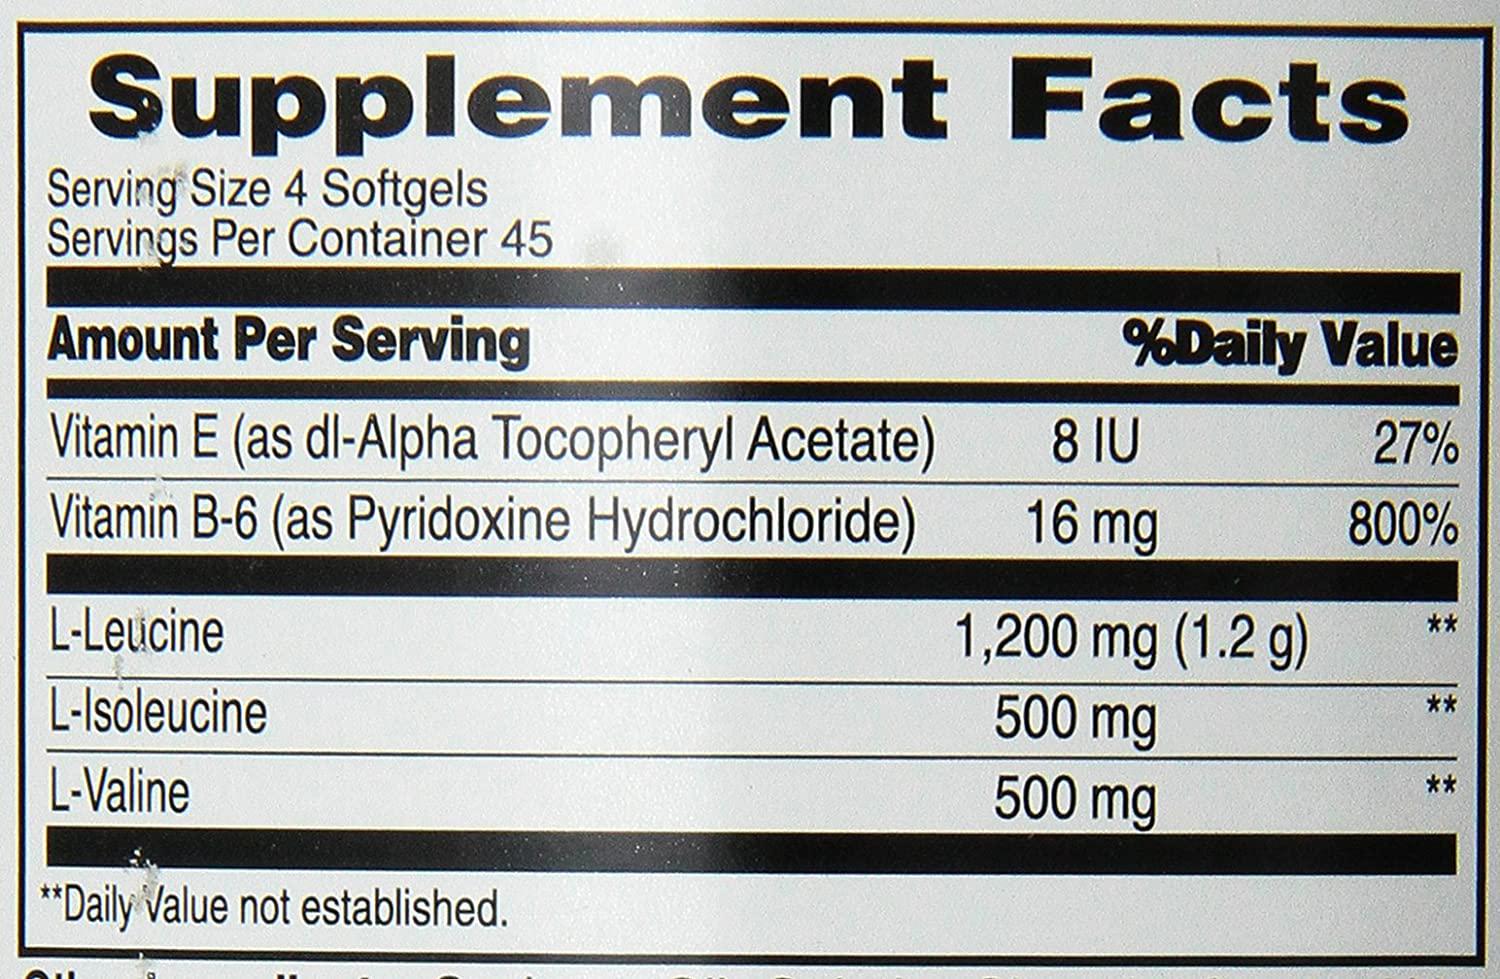 Supplement Facts
Serving Size 4 Softgels
Servings Per Container 45
Amount Per Serving %Daily Value
Vitamin E (as dl-Alpha Tocopheryl Acetate) 8 IU 27%
Vitamin B-6 (as Pyridoxine Hydrochloride) 16 mg 800%
L-Leucine 1,200 mg (1.2 g) **
L-Isoleucine 500 mg **
L-Valine 500 mg **
**Daily Value not established.